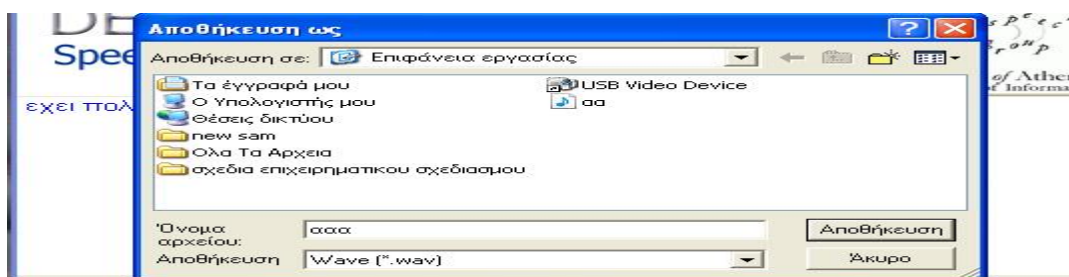 DE
Spee
εχει πολ
of Athe
of Informa
Αποθήκευση ως
Αποθήκευση σε: Επιφάνεια εργασίας
Τα έγγραφά μου
Ο Υπολογιστής μου
Θέσεις δικτύου
new sam
Ολα Τα Αρχεια
σχεδια επιχειρηματικου σχεδιασμου
USB Video Device
αα
Όνομα
αρχείου:
ααα
Αποθήκευση
Αποθήκευση
Wave (*.wav)
Άκυρο